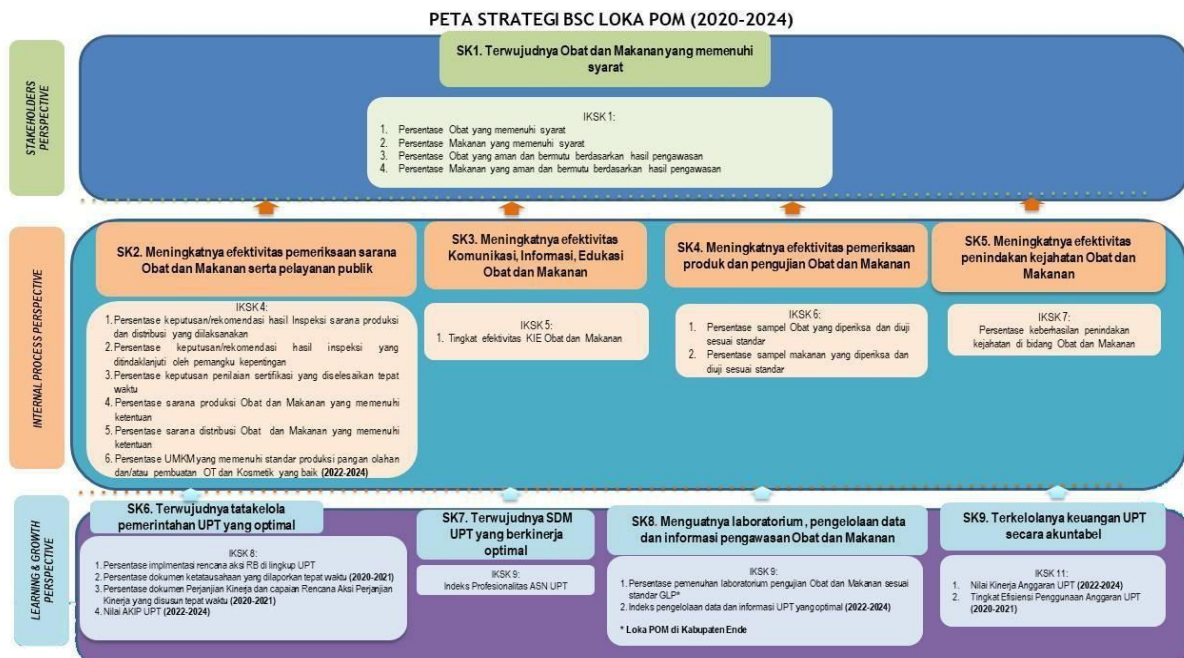 PETA STRATEGI BSC LOKA POM (2020-2024)
STAKEHOLDERS
PERSPECTIVE
SK1. Terwujudnya Obat dan Makanan yang memenuhi
syarat
IKSK 1:
1. Persentase Obat yang memenuhi syarat
2. Persentase Makanan yang memenuhi syarat
3. Persentase Obat yang aman dan bermutu berdasarkan hasil pengawasan
4. Persentase Makanan yang aman dan bermutu berdasarkan hasil pengawasan
INTERNAL PROCESS PERSPECTIVE
SK2. Meningkatnya efektivitas pemeriksaan sarana
Obat dan Makanan serta pelayanan publik
IKSK 4:
1. Persentase keputusan/rekomendasi hasil Inspeksi sarana produksi
dan distribusi yang dilaksanakan
2. Persentase keputusan/rekomendasi hasil inspeksi yang
ditindaklanjuti oleh pemangku kepentingan
3. Persentase keputusan penilaian sertifikasi yang diselesaikan tepat
waktu
4. Persentase sarana produksi Obat dan Makanan yang memenuhi
ketentuan
5. Persentase sarana distribusi Obat dan Makanan yang memenuhi
ketentuan
6. Persentase UMKM yang memenuhi standar produksi pangan olahan
dan/atau pembuatan OT dan Kosmetik yang baik (2022-2024)
SK3. Meningkatnya efektivitas
Komunikasi, Informasi, Edukasi
Obat dan Makanan
IKSK 5:
1. Tingkat efektivitas KIE Obat dan Makanan
SK4. Meningkatnya efektivitas pemeriksaan
produk dan pengujian Obat dan Makanan
IKSK 6:
1. Persentase sampel Obat yang diperiksa dan diuji
sesuai standar
2. Persentase sampel makanan yang diperiksa dan
diuji sesuai standar
SK5. Meningkatnya efektivitas
penindakan kejahatan Obat dan
Makanan
IKSK 7:
Persentase keberhasilan penindakan
kejahatan di bidang Obat dan Makanan
LEARNING & GROWTH
PERSPECTIVE
SK6. Terwujudnya tatakelola
pemerintahan UPT yang optimal
IKSK 8:
1. Persentase implmentasi rencana aksi RB di lingkup UPT
2. Persentase dokumen ketatausahaan yang dilaporkan tepat waktu (2020-2021)
3. Persentase dokumen Perjanjian Kinerja dan capaian Rencana Aksi Perjanjian
Kinerja yang disusun tepat waktu (2020-2021)
4. Nilai AKIP UPT (2022-2024)
SK7. Terwujudnya SDM
UPT yang berkinerja
optimal
IKSK 9:
Indeks Profesionalitas ASN UPT
SK8. Menguatnya laboratorium, pengelolaan data
dan informasi pengawasan Obat dan Makanan
IKSK 9:
1. Persentase pemenuhan laboratorium pengujian Obat dan Makanan sesuai
standar GLP*
2. Indeks pengelolaan data dan informasi UPT yang optimal (2022-2024)
* Loka POM di Kabupaten Ende
SK9. Terkelolanya keuangan UPT
secara akuntabel
IKSK 11:
1. Nilai Kinerja Anggaran UPT (2022-2024)
2. Tingkat Efisiensi Penggunaan Anggaran UPT
(2020-2021)